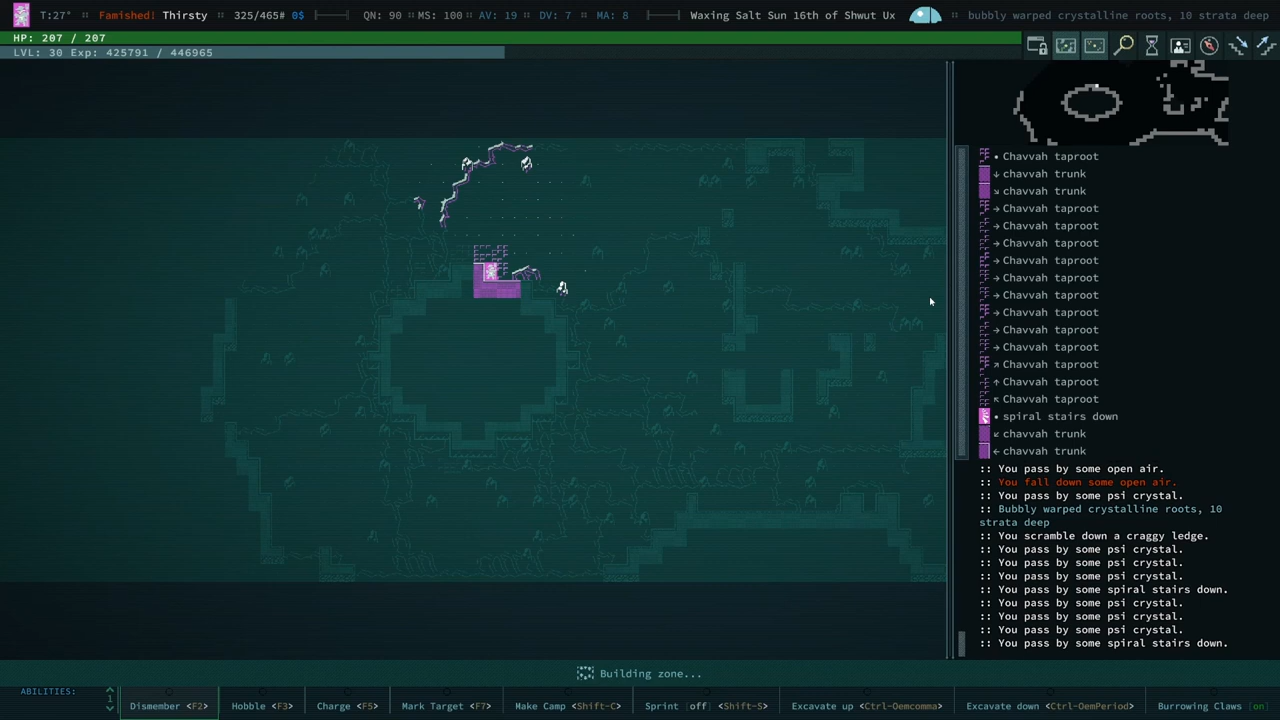 T:27° :: Famished! Thirsty :: 325/465# 0$ QN: 90 :: MS: 100 :: AV: 19 :: DV: 7 :: MA: 8 Waxing Salt Sun 16th of Shwut Ux :: bubbly warped crystalline roots, 10 strata deep
HP: 207 / 207
LVL: 30 Exp: 425791 / 446965
• Chavvah taproot
↓ chavvah trunk
↘ chavvah trunk
→ Chavvah taproot
→ Chavvah taproot
→ Chavvah taproot
→ Chavvah taproot
→ Chavvah taproot
→ Chavvah taproot
→ Chavvah taproot
→ Chavvah taproot
→ Chavvah taproot
↗ Chavvah taproot
↑ Chavvah taproot
↖ Chavvah taproot
• spiral stairs down
↙ chavvah trunk
← chavvah trunk
:: You pass by some open air.
:: You fall down some open air.
:: You pass by some psi crystal.
:: Bubbly warped crystalline roots, 10
strata deep
:: You scramble down a craggy ledge.
:: You pass by some psi crystal.
:: You pass by some psi crystal.
:: You pass by some psi crystal.
:: You pass by some spiral stairs down.
:: You pass by some psi crystal.
:: You pass by some psi crystal.
:: You pass by some psi crystal.
:: You pass by some spiral stairs down.
Building zone...
ABILITIES: 1 Dismember <F2> Hobble <F3> Charge <F5> Mark Target <F7> Make Camp <Shift-C> Sprint [off] <Shift-S> Excavate up <Ctrl-Oemcomma> Excavate down <Ctrl-OemPeriod> Burrowing Claws [on]